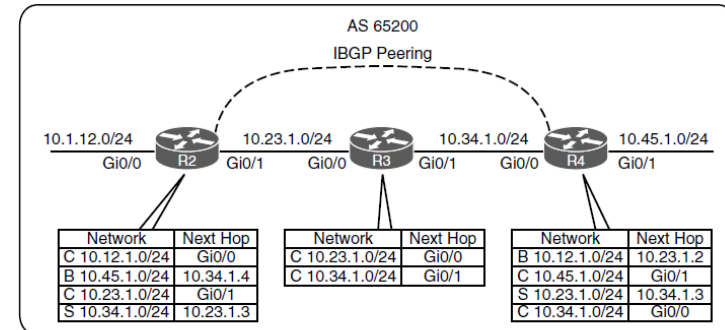 AS 65200
IBGP Peering
10.1.12.0/24 10.23.1.0/24 10.34.1.0/24 10.45.1.0/24
Gi0/0 R2 Gi0/1 Gi0/0 R3 Gi0/1 Gi0/0 R4 Gi0/1
Network Next Hop
C 10.12.1.0/24 Gi0/0
B 10.45.1.0/24 10.34.1.4
C 10.23.1.0/24 Gi0/1
S 10.34.1.0/24 10.23.1.3
Network Next Hop
C 10.23.1.0/24 Gi0/0
C 10.34.1.0/24 Gi0/1
Network Next Hop
B 10.12.1.0/24 10.23.1.2
C 10.45.1.0/24 Gi0/1
S 10.23.1.0/24 10.34.1.3
C 10.34.1.0/24 Gi0/0